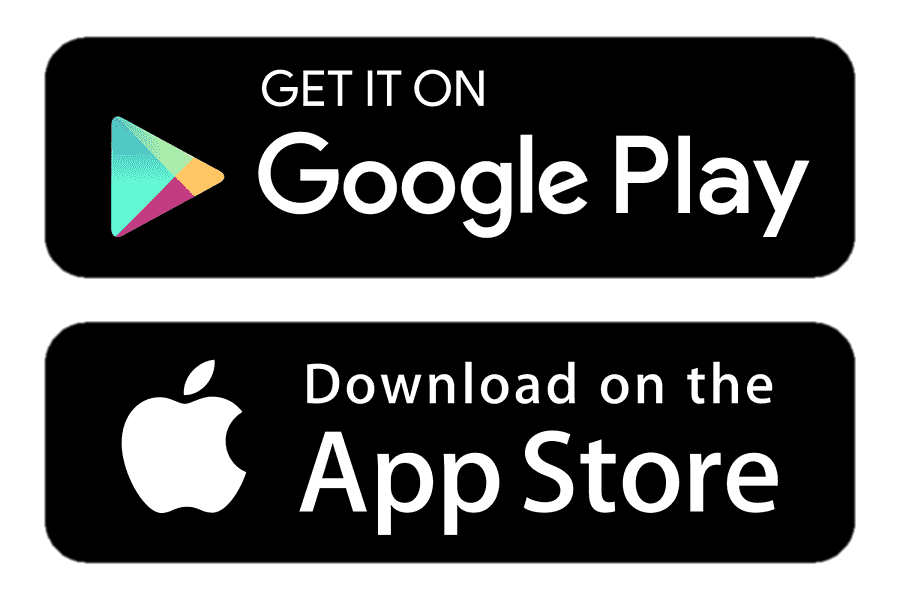 GET IT ON
Google Play
Download on the
App Store